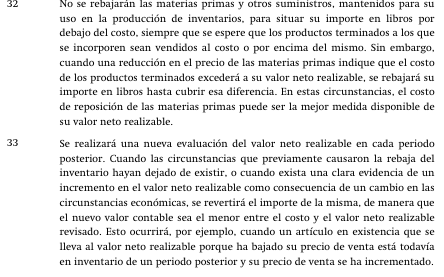 32 No se rebajarán las materias primas y otros suministros, mantenidos para su
uso en la producción de inventarios, para situar su importe en libros por
debajo del costo, siempre que se espere que los productos terminados a los que
se incorporen sean vendidos al costo o por encima del mismo. Sin embargo,
cuando una reducción en el precio de las materias primas indique que el costo
de los productos terminados excederá a su valor neto realizable, se rebajará su
importe en libros hasta cubrir esa diferencia. En estas circunstancias, el costo
de reposición de las materias primas puede ser la mejor medida disponible de
su valor neto realizable.
33 Se realizará una nueva evaluación del valor neto realizable en cada periodo
posterior. Cuando las circunstancias que previamente causaron la rebaja del
inventario hayan dejado de existir, o cuando exista una clara evidencia de un
incremento en el valor neto realizable como consecuencia de un cambio en las
circunstancias económicas, se revertirá el importe de la misma, de manera que
el nuevo valor contable sea el menor entre el costo y el valor neto realizable
revisado. Esto ocurrirá, por ejemplo, cuando un artículo en existencia que se
lleva al valor neto realizable porque ha bajado su precio de venta está todavía
en inventario de un periodo posterior y su precio de venta se ha incrementado.